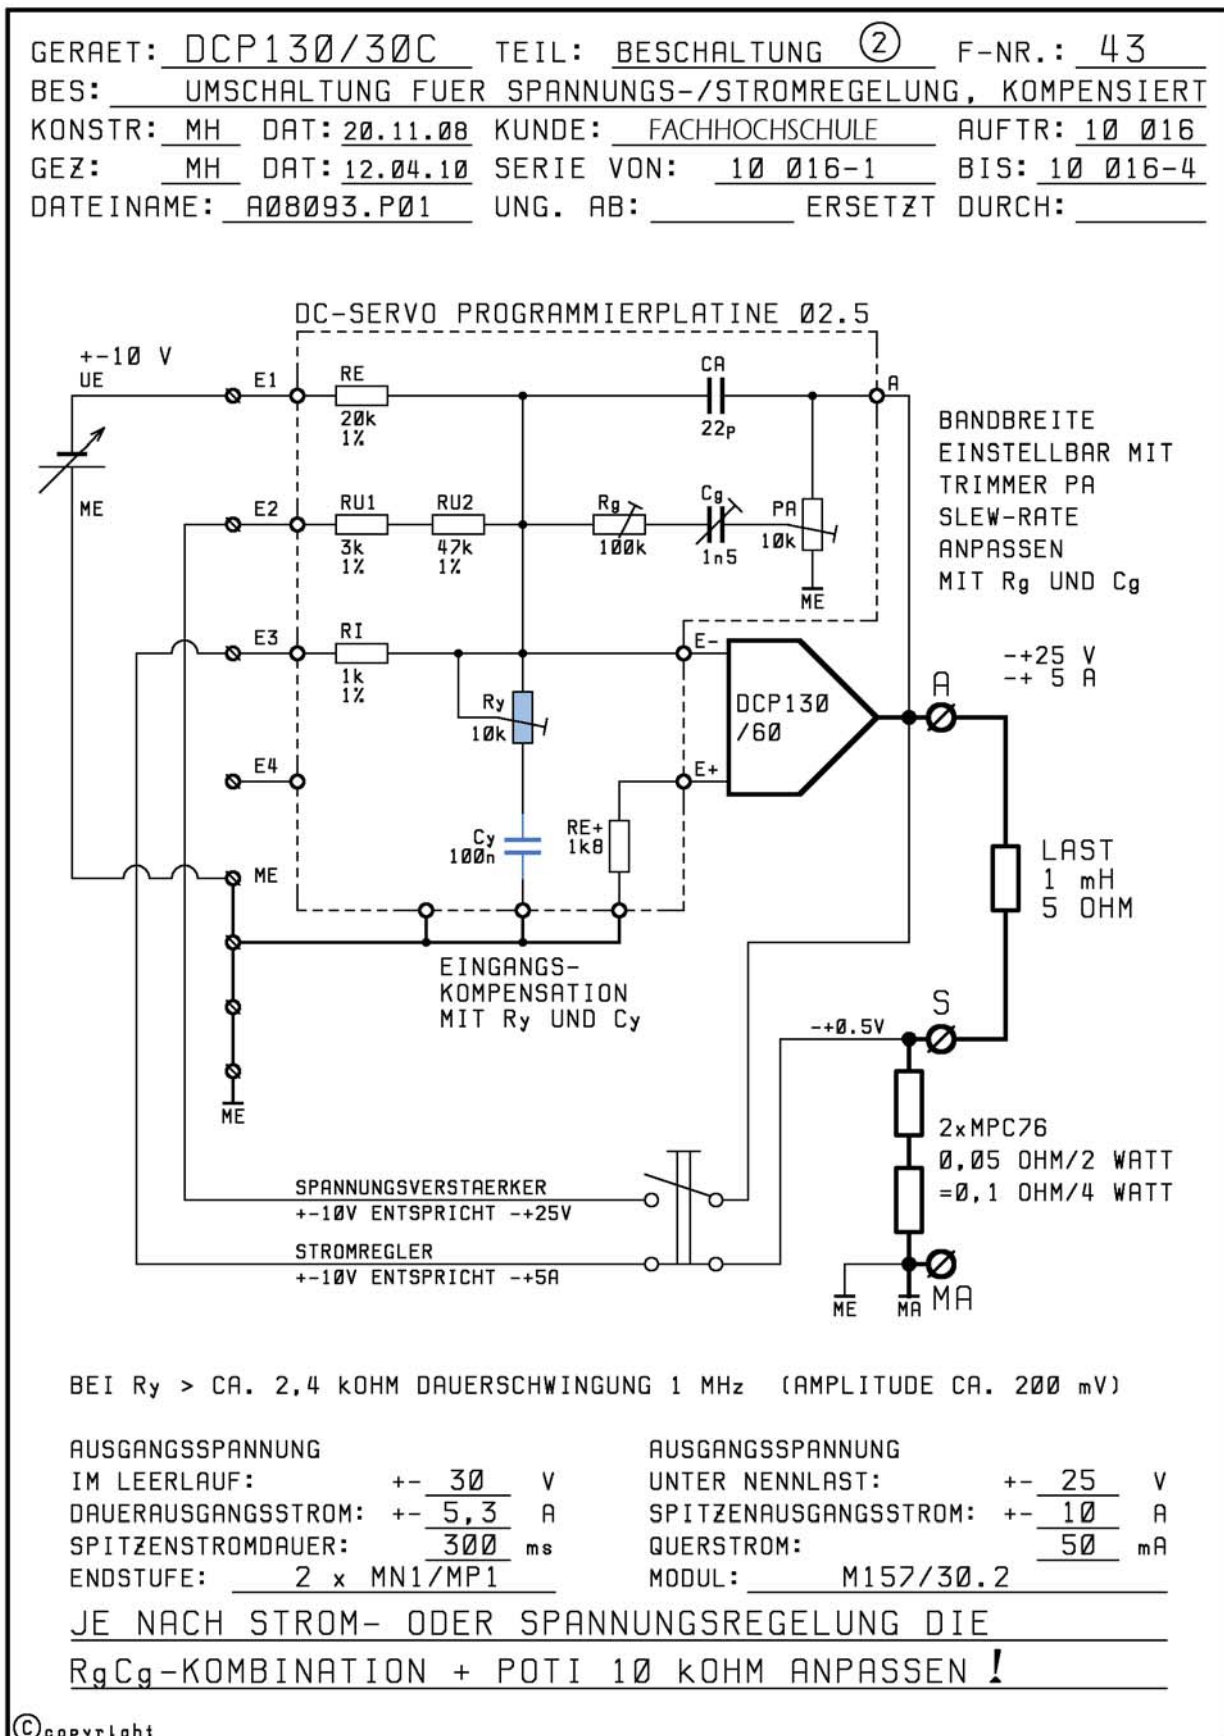 GERAET: DCP130/30C TEIL: BESCHALTUNG 2 F-NR.: 43
BES: UMSCHALTUNG FUER SPANNUNGS-/STROMREGELUNG, KOMPENSIERT
KONSTR: MH DAT: 20.11.08 KUNDE: FACHHOCHSCHULE AUFTR: 10 016
GEZ: MH DAT: 12.04.10 SERIE VON: 10 016-1 BIS: 10 016-4
DATEINAME: A08093.P01 UNG. AB: ERSETZT DURCH:
DC-SERVO PROGRAMMIERPLATINE 02.5
+-10 V
UE
E1
RE
20k
1%
CA
22p
A
BANDBREITE
EINSTELLBAR MIT
TRIMMER PA
SLEW-RATE
ANPASSEN
MIT Rg UND Cg
ME
E2
RU1
3k
1%
RU2
47k
1%
Rg
100k
Cg
1n5
PA
10k
ME
E3
RI
1k
1%
Ry
10k
E-
DCP130
/60
E+
A
-+25 V
-+ 5 A
E4
Cy
100n
RE+
1k8
LAST
1 mH
5 OHM
ME
EINGANGS-
KOMPENSATION
MIT Ry UND Cy
ME
-+0.5V
S
2xMPC76
0,05 OHM/2 WATT
=0,1 OHM/4 WATT
SPANNUNGSVERSTAERKER
+-10V ENTSPRICHT -+25V
STROMREGLER
+-10V ENTSPRICHT -+5A
ME
MA
MA
BEI Ry > CA. 2,4 kOHM DAUERSCHWINGUNG 1 MHz (AMPLITUDE CA. 200 mV)
AUSGANGSSPANNUNG
IM LEERLAUF: +- 30 V
DAUERAUSGANGSSTROM: +- 5,3 A
SPITZENSTROMDAUER: 300 ms
ENDSTUFE: 2 x MN1/MP1
AUSGANGSSPANNUNG
UNTER NENNLAST: +- 25 V
SPITZENAUSGANGSSTROM: +- 10 A
QUERSTROM: 50 mA
MODUL: M157/30.2
JE NACH STROM- ODER SPANNUNGSREGELUNG DIE
RgCg-KOMBINATION + POTI 10 kOHM ANPASSEN !
©copyright